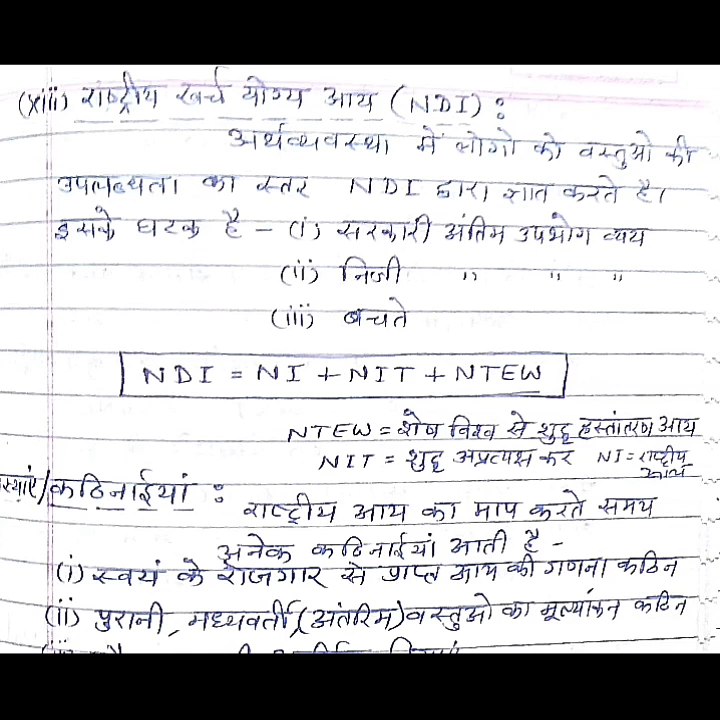 (xiii) राष्ट्रीय खर्च योग्य आय (NDI) :
अर्थव्यवस्था में लोगो को वस्तुओ की
उपलब्धता का स्तर NDI द्वारा ज्ञात करते है।
इसके घटक है - (i) सरकारी अंतिम उपभोग व्यय
(ii) निजी " " "
(iii) बचते
NDI = NI + NIT + NTEW
NTEW = शेष विश्व से शुद्ध हस्तांतरण आय
NIT = शुद्ध अप्रत्यक्ष कर NI = राष्ट्रीय
आय
/कठिनाईयां :
राष्ट्रीय आय का माप करते समय
अनेक कठिनाईयां आती है -
(i) स्वयं के रोजगार से प्राप्त आय की गणना कठिन
(ii) पुरानी, मध्यवर्ती, (अंतरिम) वस्तुओ का मूल्यांकन कठिन